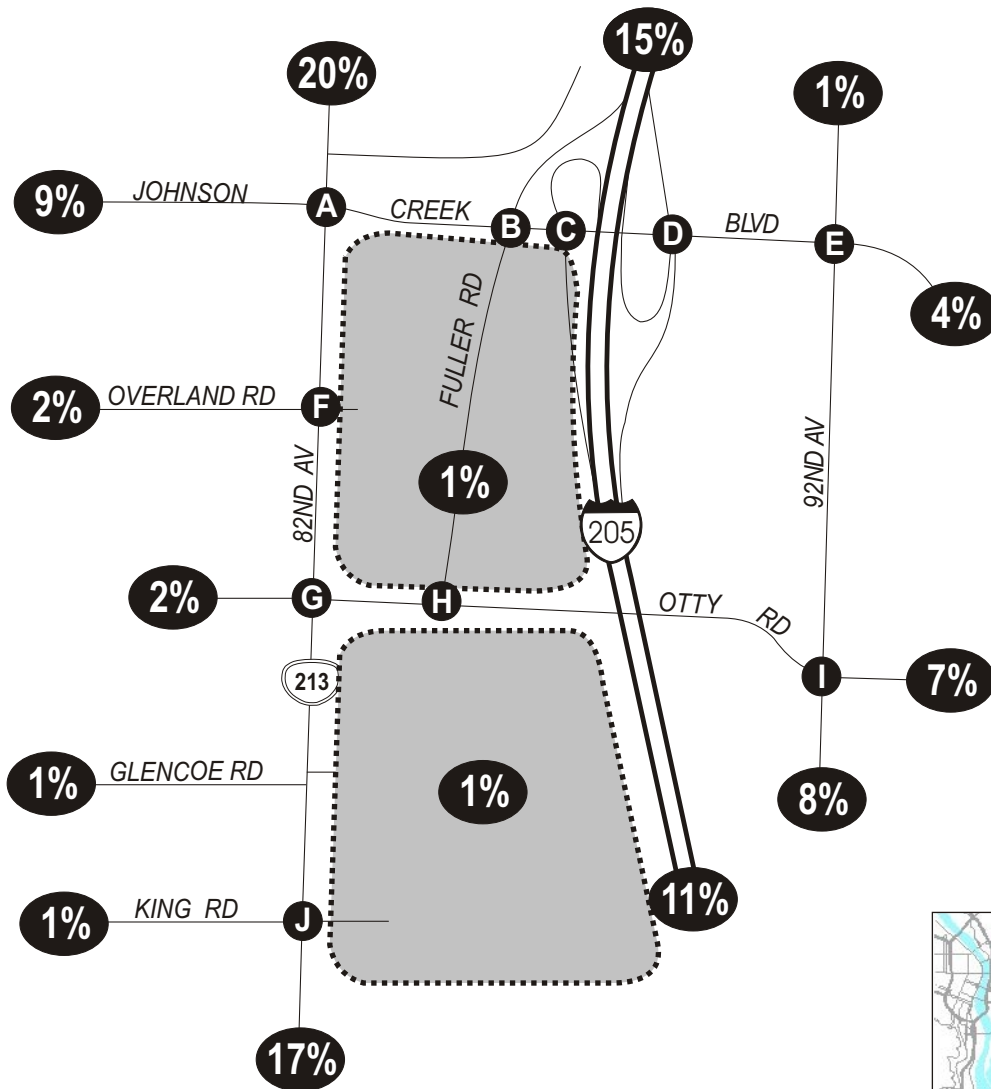 15%
20%
1%
9%
JOHNSON
A
CREEK
B
C
D
BLVD
E
4%
FULLER RD
2%
OVERLAND RD
F
82ND AV
1%
92ND AV
205
2%
G
H
OTTY
RD
I
7%
213
1%
GLENCOE RD
1%
8%
1%
KING RD
J
11%
17%